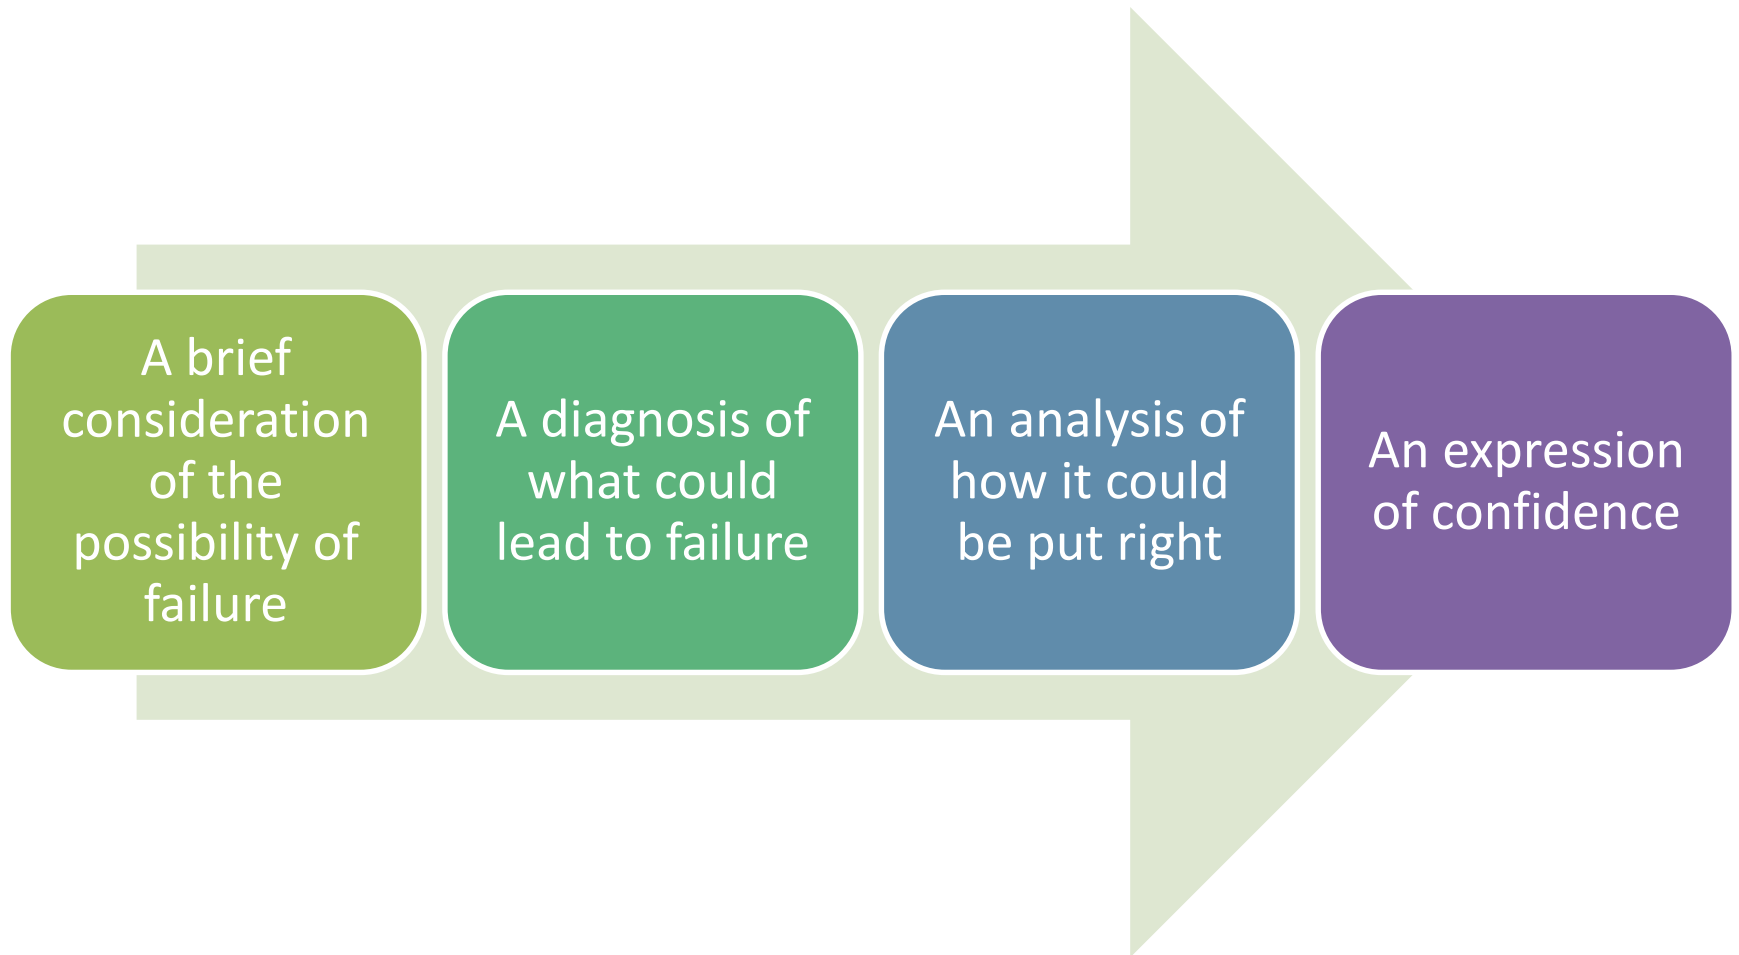 A brief
consideration
of the
possibility of
failure
A diagnosis of
what could
lead to failure
An analysis of
how it could
be put right
An expression
of confidence